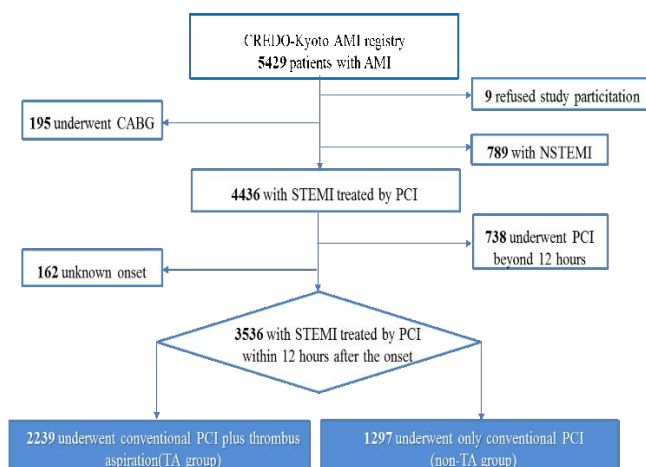 CREDO-Kyoto AMI registry
5429 patients with AMI
9 refused study particitation
195 underwent CABG
789 with NSTEMI
4436 with STEMI treated by PCI
738 underwent PCI
beyond 12 hours
162 unknown onset
3536 with STEMI treated by PCI
within 12 hours after the onset
2239 underwent conventional PCI plus thrombus
aspiration(TA group)
1297 underwent only conventional PCI
(non-TA group)